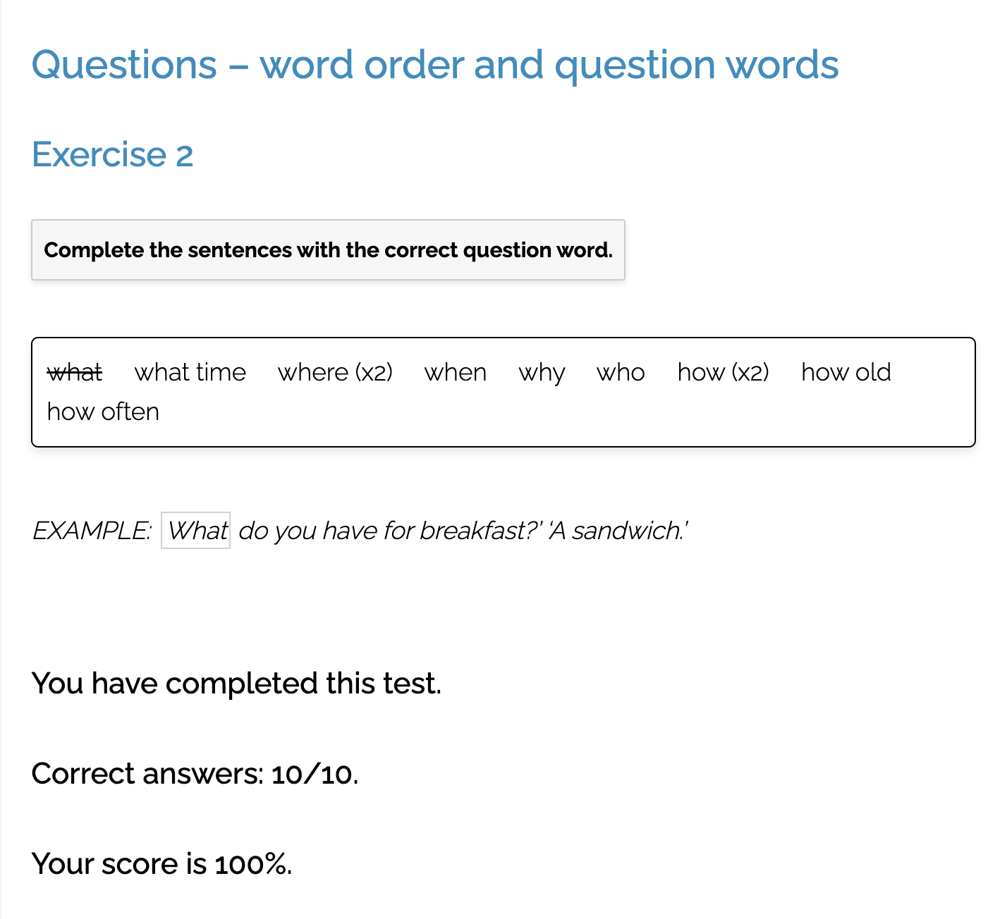 Questions – word order and question words
Exercise 2
Complete the sentences with the correct question word.
what what time where (x2) when why who how (x2) how old
how often
EXAMPLE: What do you have for breakfast?’ ‘A sandwich.’
You have completed this test.
Correct answers: 10/10.
Your score is 100%.